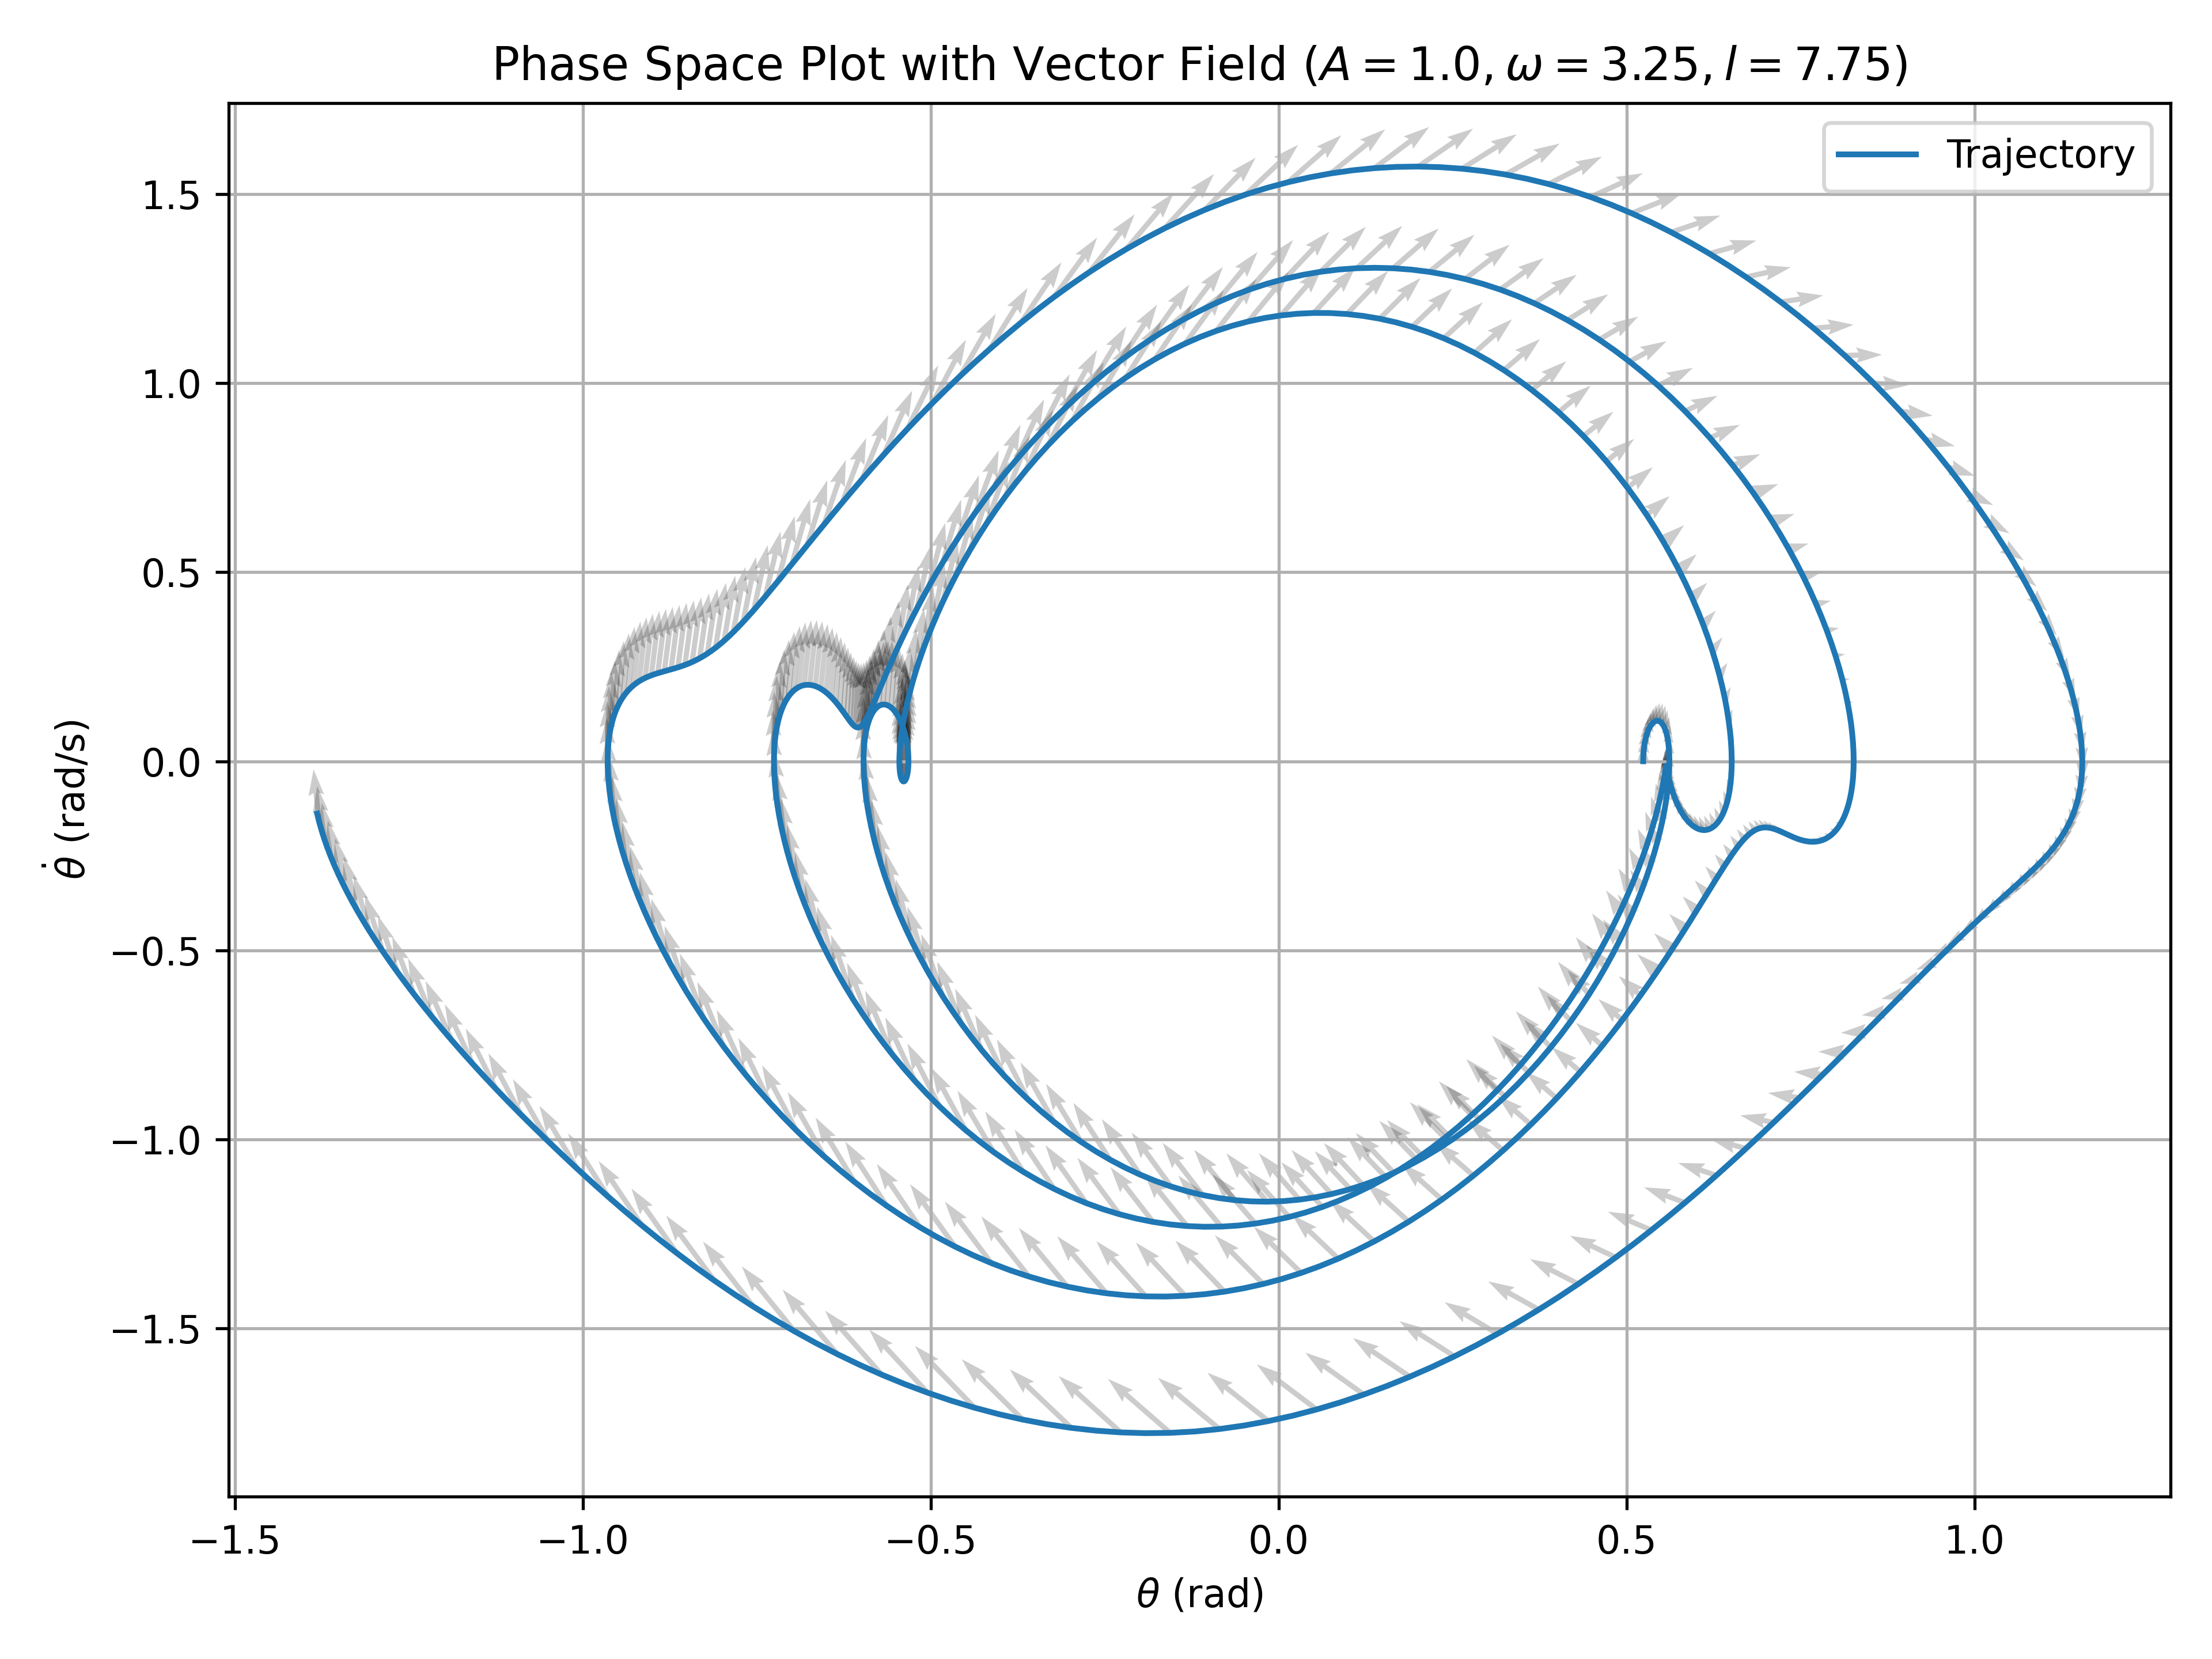 Phase Space Plot with Vector Field (A = 1.0, ω = 3.25, l = 7.75)
Trajectory
1.5
1.0
0.5
0.0
−0.5
−1.0
−1.5
θ̇ (rad/s)
−1.5 −1.0 −0.5 0.0 0.5 1.0
θ (rad)